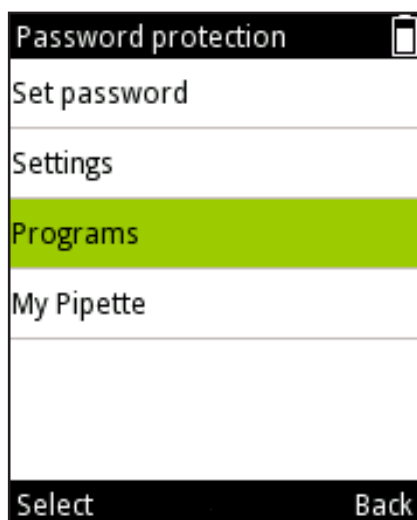 Password protection
Set password
Settings
Programs
My Pipette
Select Back